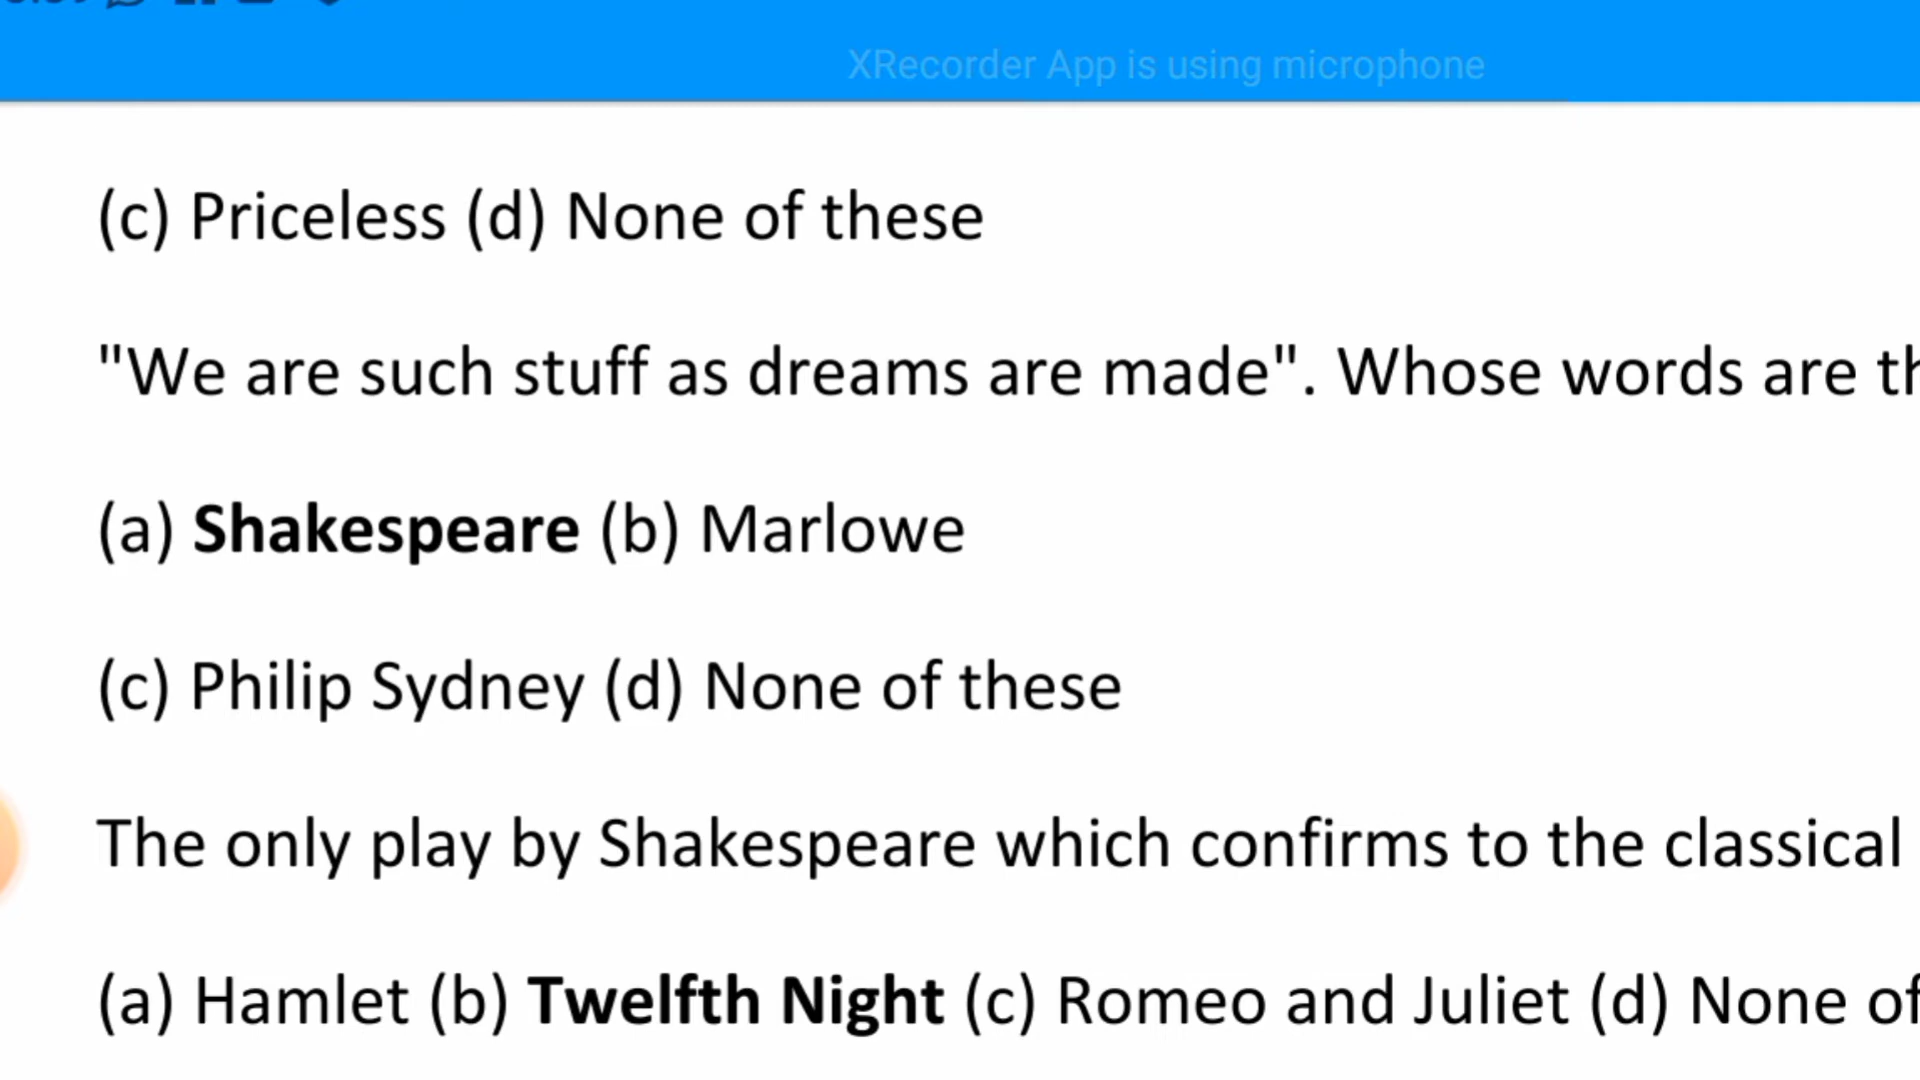 XRecorder App is using microphone
(c) Priceless (d) None of these
"We are such stuff as dreams are made". Whose words are
(a) Shakespeare (b) Marlowe
(c) Philip Sydney (d) None of these
The only play by Shakespeare which confirms to the classical
(a) Hamlet (b) Twelfth Night (c) Romeo and Juliet (d) None of